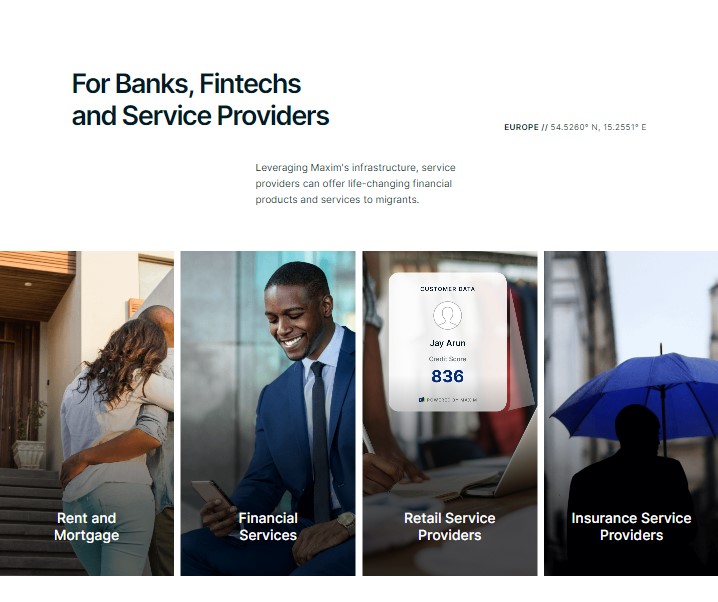 For Banks, Fintechs
and Service Providers
EUROPE // 54.5260° N, 15.2551° E
Leveraging Maxim's infrastructure, service
providers can offer life-changing financial
products and services to migrants.
CUSTOMER DATA
Jay Arun
Credit Score
836
POWERED BY MAXIM
Rent and
Mortgage
Financial
Services
Retail Service
Providers
Insurance Service
Providers